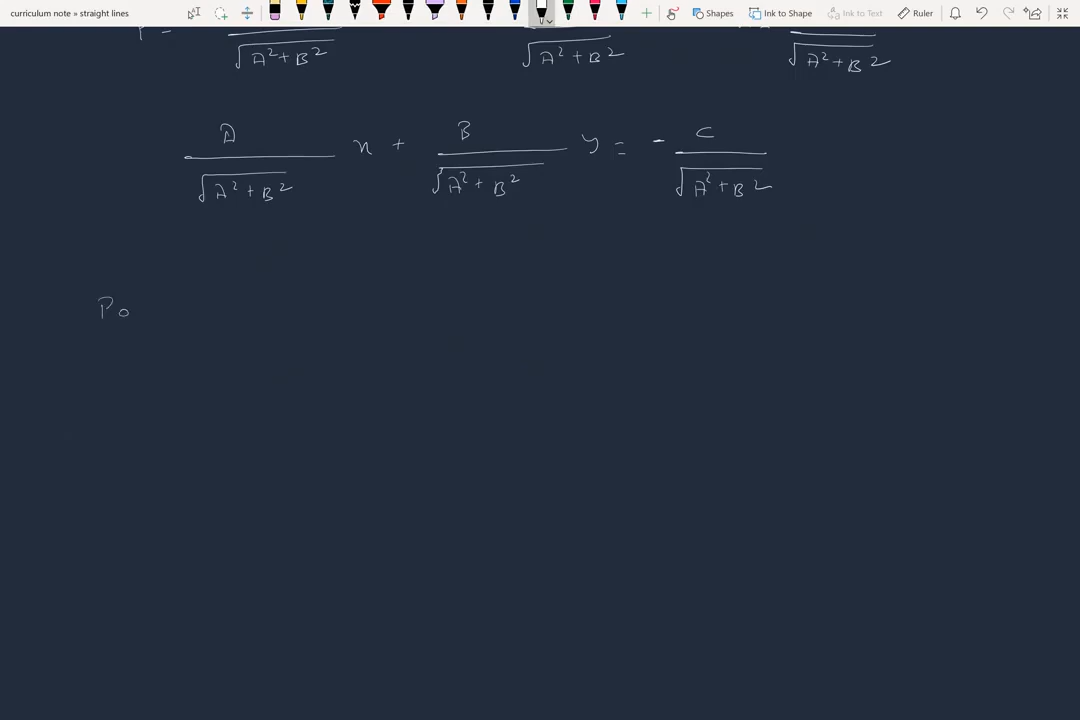 curriculum note » straight lines Shapes Ink to Shape Ink to Text Ruler
P = √A²+B² √A²+B² √A²+B²
A/√A²+B² x + B/√A²+B² y = - C/√A²+B²
Po